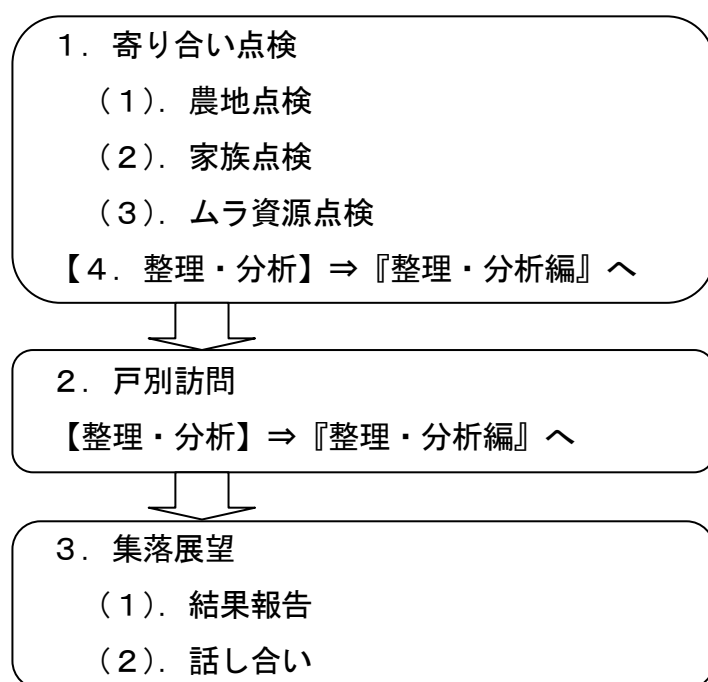 １．寄り合い点検
（１）．農地点検
（２）．家族点検
（３）．ムラ資源点検
【４．整理・分析】⇒『整理・分析編』へ
２．戸別訪問
【整理・分析】⇒『整理・分析編』へ
３．集落展望
（１）．結果報告
（２）．話し合い